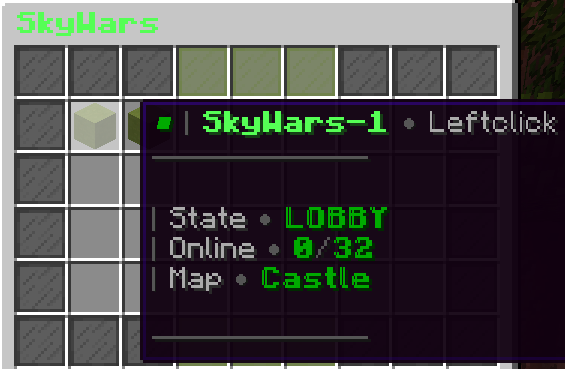 SkyWars
| SkyWars-1 • Leftclick
| State • LOBBY
| Online • 0/32
| Map • Castle